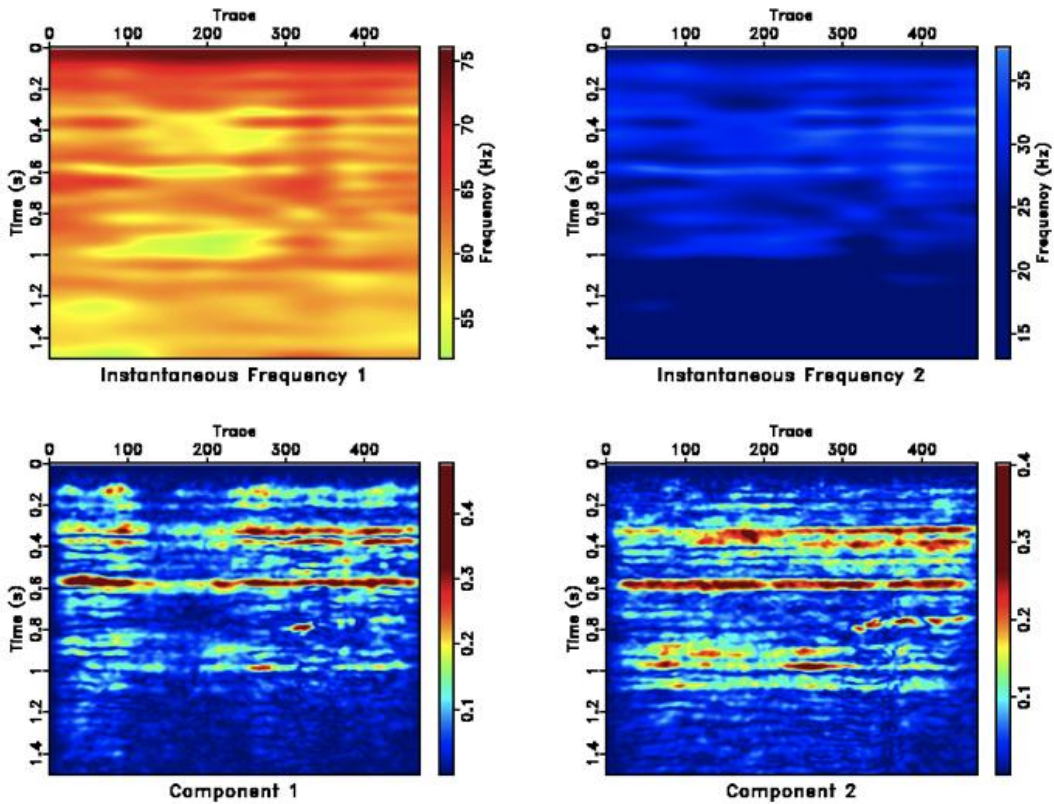 Trace
0 100 200 300 400
Time (s)
0 0.2 0.4 0.6 0.8 1 1.2 1.4
55 60 65 70 75
Frequency (Hz)
Instantaneous Frequency 1
Trace
0 100 200 300 400
Time (s)
0 0.2 0.4 0.6 0.8 1 1.2 1.4
15 20 25 30 35
Frequency (Hz)
Instantaneous Frequency 2
Trace
0 100 200 300 400
Time (s)
0 0.2 0.4 0.6 0.8 1 1.2 1.4
0.1 0.2 0.3 0.4
Component 1
Trace
0 100 200 300 400
Time (s)
0 0.2 0.4 0.6 0.8 1 1.2 1.4
0.1 0.2 0.3 0.4
Component 2